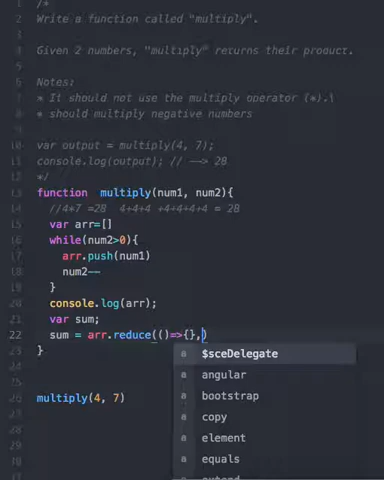 1 /*
2 Write a function called "multiply".
3
4 Given 2 numbers, "multiply" returns their product.
5
6 Notes:
7 * It should not use the multiply operator (*).\
8 * should multiply negative numbers
9
10 var output = multiply(4, 7);
11 console.log(output); // --> 28
12 */
13 function  multiply(num1, num2){
14   //4*7 =28  4+4+4 +4+4+4+4 = 28
15   var arr=[]
16   while(num2>0){
17     arr.push(num1)
18     num2--
19   }
20   console.log(arr);
21   var sum;
22   sum = arr.reduce(()=>{},)
23 }
a $sceDelegate
a angular
a bootstrap
26 multiply(4, 7)
a copy
a element
a equals